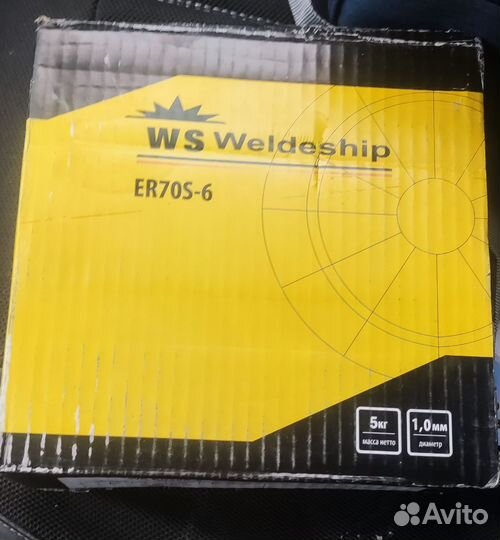 WS Weldeship
ER70S-6
5кг
масса нетто
1,0мм
диаметр
Avito